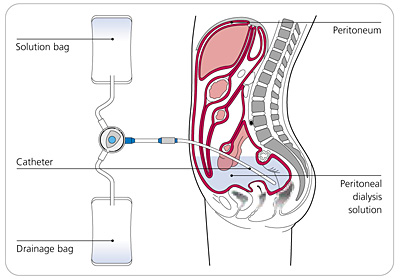 Solution bag
Peritoneum
Catheter
Peritoneal
dialysis
solution
Drainage bag